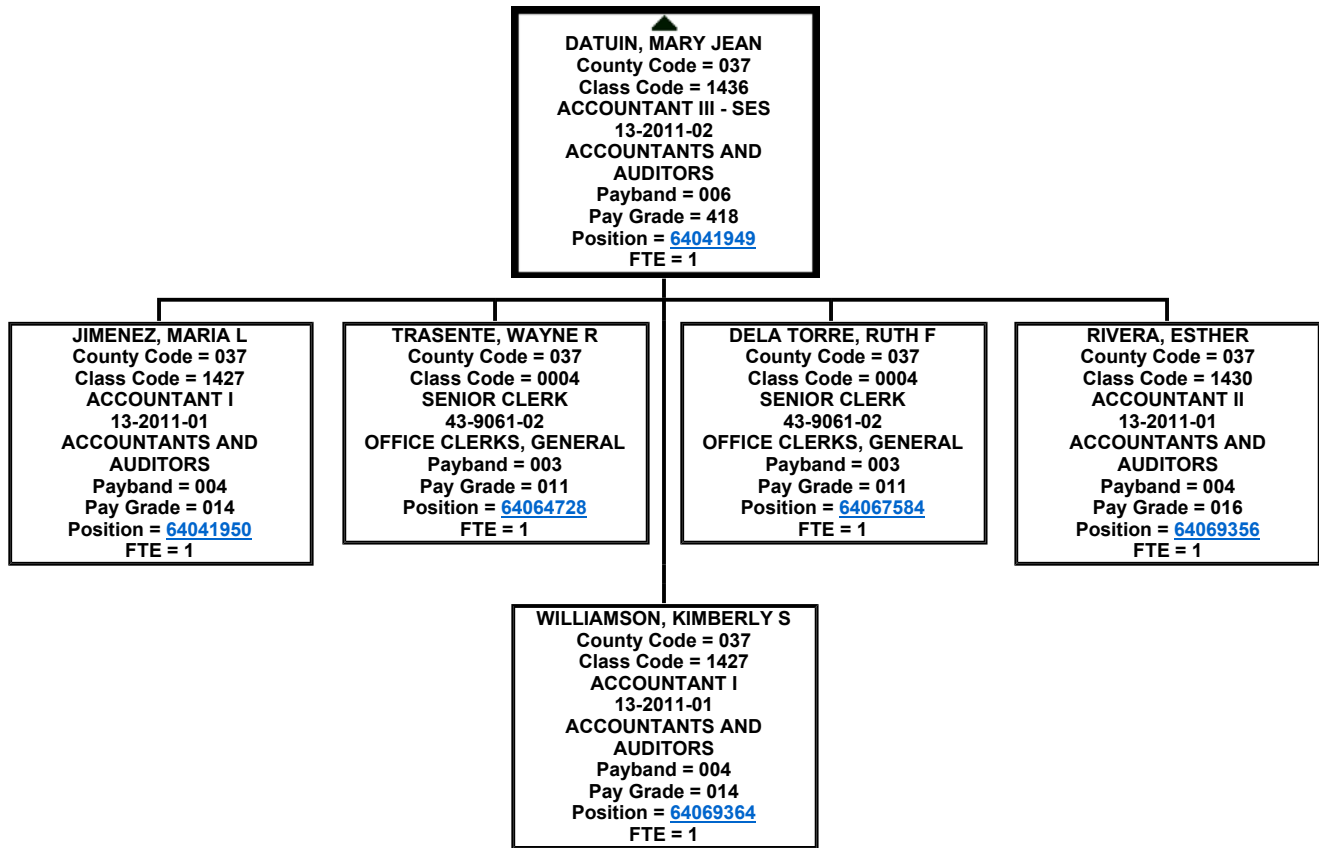 DATUIN, MARY JEAN
County Code = 037
Class Code = 1436
ACCOUNTANT III - SES
13-2011-02
ACCOUNTANTS AND
AUDITORS
Payband = 006
Pay Grade = 418
Position = 64041949
FTE = 1
JIMENEZ, MARIA L
County Code = 037
Class Code = 1427
ACCOUNTANT I
13-2011-01
ACCOUNTANTS AND
AUDITORS
Payband = 004
Pay Grade = 014
Position = 64041950
FTE = 1
TRASENTE, WAYNE R
County Code = 037
Class Code = 0004
SENIOR CLERK
43-9061-02
OFFICE CLERKS, GENERAL
Payband = 003
Pay Grade = 011
Position = 64064728
FTE = 1
DELA TORRE, RUTH F
County Code = 037
Class Code = 0004
SENIOR CLERK
43-9061-02
OFFICE CLERKS, GENERAL
Payband = 003
Pay Grade = 011
Position = 64067584
FTE = 1
RIVERA, ESTHER
County Code = 037
Class Code = 1430
ACCOUNTANT II
13-2011-01
ACCOUNTANTS AND
AUDITORS
Payband = 004
Pay Grade = 016
Position = 64069356
FTE = 1
WILLIAMSON, KIMBERLY S
County Code = 037
Class Code = 1427
ACCOUNTANT I
13-2011-01
ACCOUNTANTS AND
AUDITORS
Payband = 004
Pay Grade = 014
Position = 64069364
FTE = 1